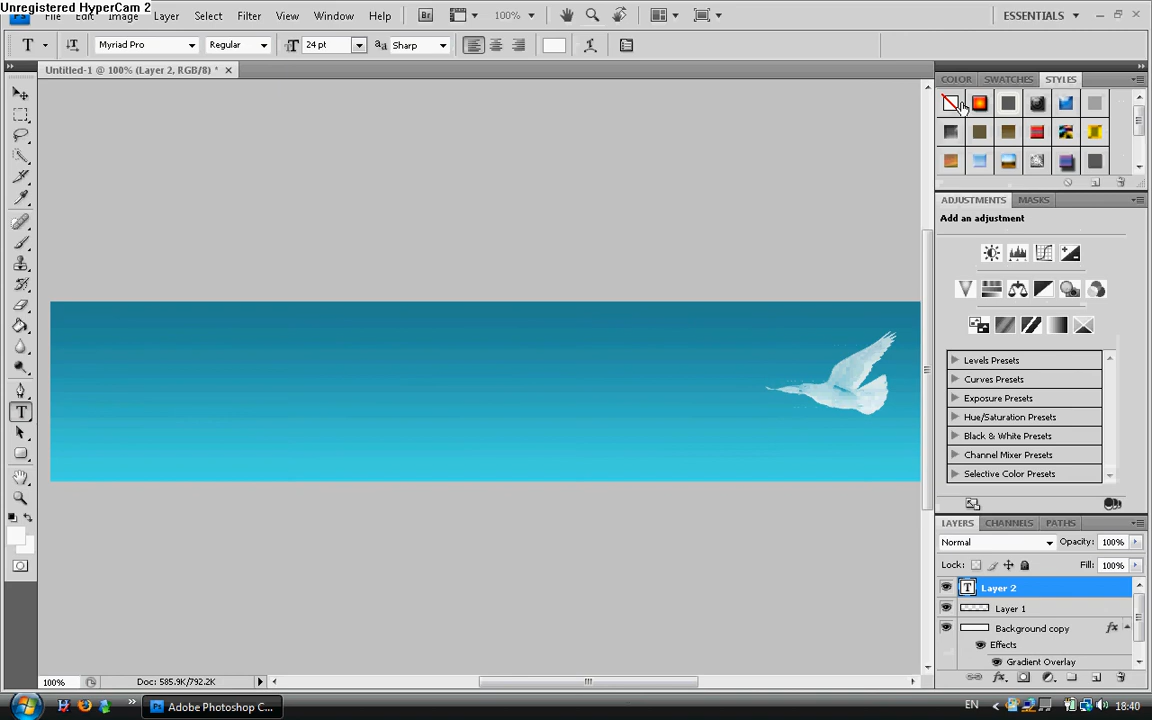 Unregistered HyperCam 2
Ps File Edit Image Layer Select Filter View Window Help Br 100% ESSENTIALS
T Myriad Pro Regular 24 pt Sharp
Untitled-1 @ 100% (Layer 2, RGB/8) * x
COLOR SWATCHES STYLES
ADJUSTMENTS MASKS
Add an adjustment
Levels Presets
Curves Presets
Exposure Presets
Hue/Saturation Presets
Black & White Presets
Channel Mixer Presets
Selective Color Presets
LAYERS CHANNELS PATHS
Normal Opacity: 100%
Lock: Fill: 100%
T Layer 2
Layer 1
Background copy fx
Effects
Gradient Overlay
100% Doc: 585.9K/792.2K
Ps Adobe Photoshop C... EN 18:40